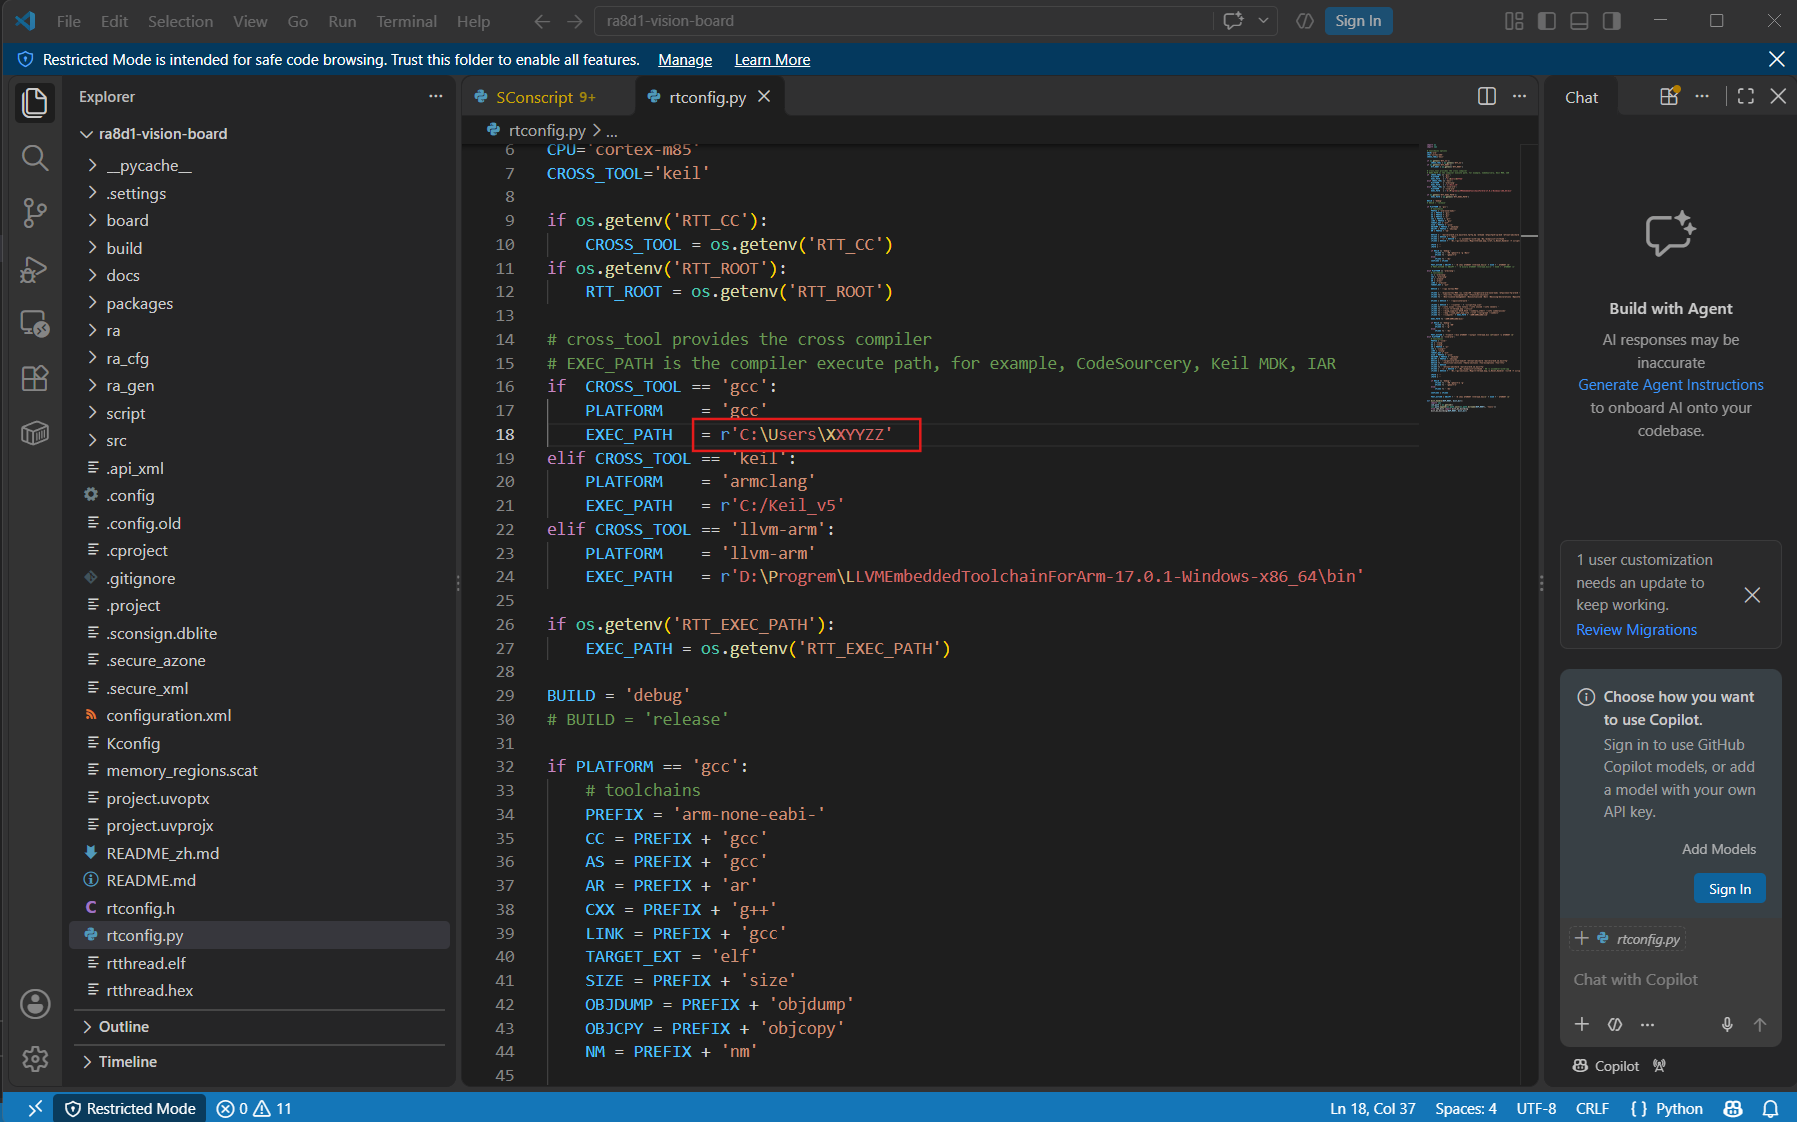 File Edit Selection View Go Run Terminal Help
ra8d1-vision-board
Sign In
Restricted Mode is intended for safe code browsing. Trust this folder to enable all features. Manage Learn More
Explorer
ra8d1-vision-board
__pycache__
.settings
board
build
docs
packages
ra
ra_cfg
ra_gen
script
src
.api_xml
.config
.config.old
.cproject
.gitignore
.project
.sconsign.dblite
.secure_azone
.secure_xml
configuration.xml
Kconfig
memory_regions.scat
project.uvoptx
project.uvprojx
README_zh.md
README.md
rtconfig.h
rtconfig.py
rtthread.elf
rtthread.hex
Outline
Timeline
SConscript 9+
rtconfig.py
rtconfig.py > ...
6 CPU='cortex-m85'
7 CROSS_TOOL='keil'
8
9 if os.getenv('RTT_CC'):
10 CROSS_TOOL = os.getenv('RTT_CC')
11 if os.getenv('RTT_ROOT'):
12 RTT_ROOT = os.getenv('RTT_ROOT')
13
14 # cross_tool provides the cross compiler
15 # EXEC_PATH is the compiler execute path, for example, CodeSourcery, Keil MDK, IAR
16 if  CROSS_TOOL == 'gcc':
17 PLATFORM   = 'gcc'
18 EXEC_PATH  = r'C:\Users\XXYYZZ'
19 elif CROSS_TOOL == 'keil':
20 PLATFORM    = 'armclang'
21 EXEC_PATH   = r'C:/Keil_v5'
22 elif CROSS_TOOL == 'llvm-arm':
23 PLATFORM    = 'llvm-arm'
24 EXEC_PATH   = r'D:\Progrem\LLVMEmbeddedToolchainForArm-17.0.1-Windows-x86_64\bin'
25
26 if os.getenv('RTT_EXEC_PATH'):
27 EXEC_PATH = os.getenv('RTT_EXEC_PATH')
28
29 BUILD = 'debug'
30 # BUILD = 'release'
31
32 if PLATFORM == 'gcc':
33 # toolchains
34 PREFIX = 'arm-none-eabi-'
35 CC = PREFIX + 'gcc'
36 AS = PREFIX + 'gcc'
37 AR = PREFIX + 'ar'
38 CXX = PREFIX + 'g++'
39 LINK = PREFIX + 'gcc'
40 TARGET_EXT = 'elf'
41 SIZE = PREFIX + 'size'
42 OBJDUMP = PREFIX + 'objdump'
43 OBJCPY = PREFIX + 'objcopy'
44 NM = PREFIX + 'nm'
45
Chat
Build with Agent
AI responses may be
inaccurate
Generate Agent Instructions
to onboard AI onto your
codebase.
1 user customization
needs an update to
keep working.
Review Migrations
Choose how you want
to use Copilot.
Sign in to use GitHub
Copilot models, or add
a model with your own
API key.
Add Models
Sign In
rtconfig.py
Chat with Copilot
Copilot
Restricted Mode 0 11
Ln 18, Col 37 Spaces: 4 UTF-8 CRLF { } Python